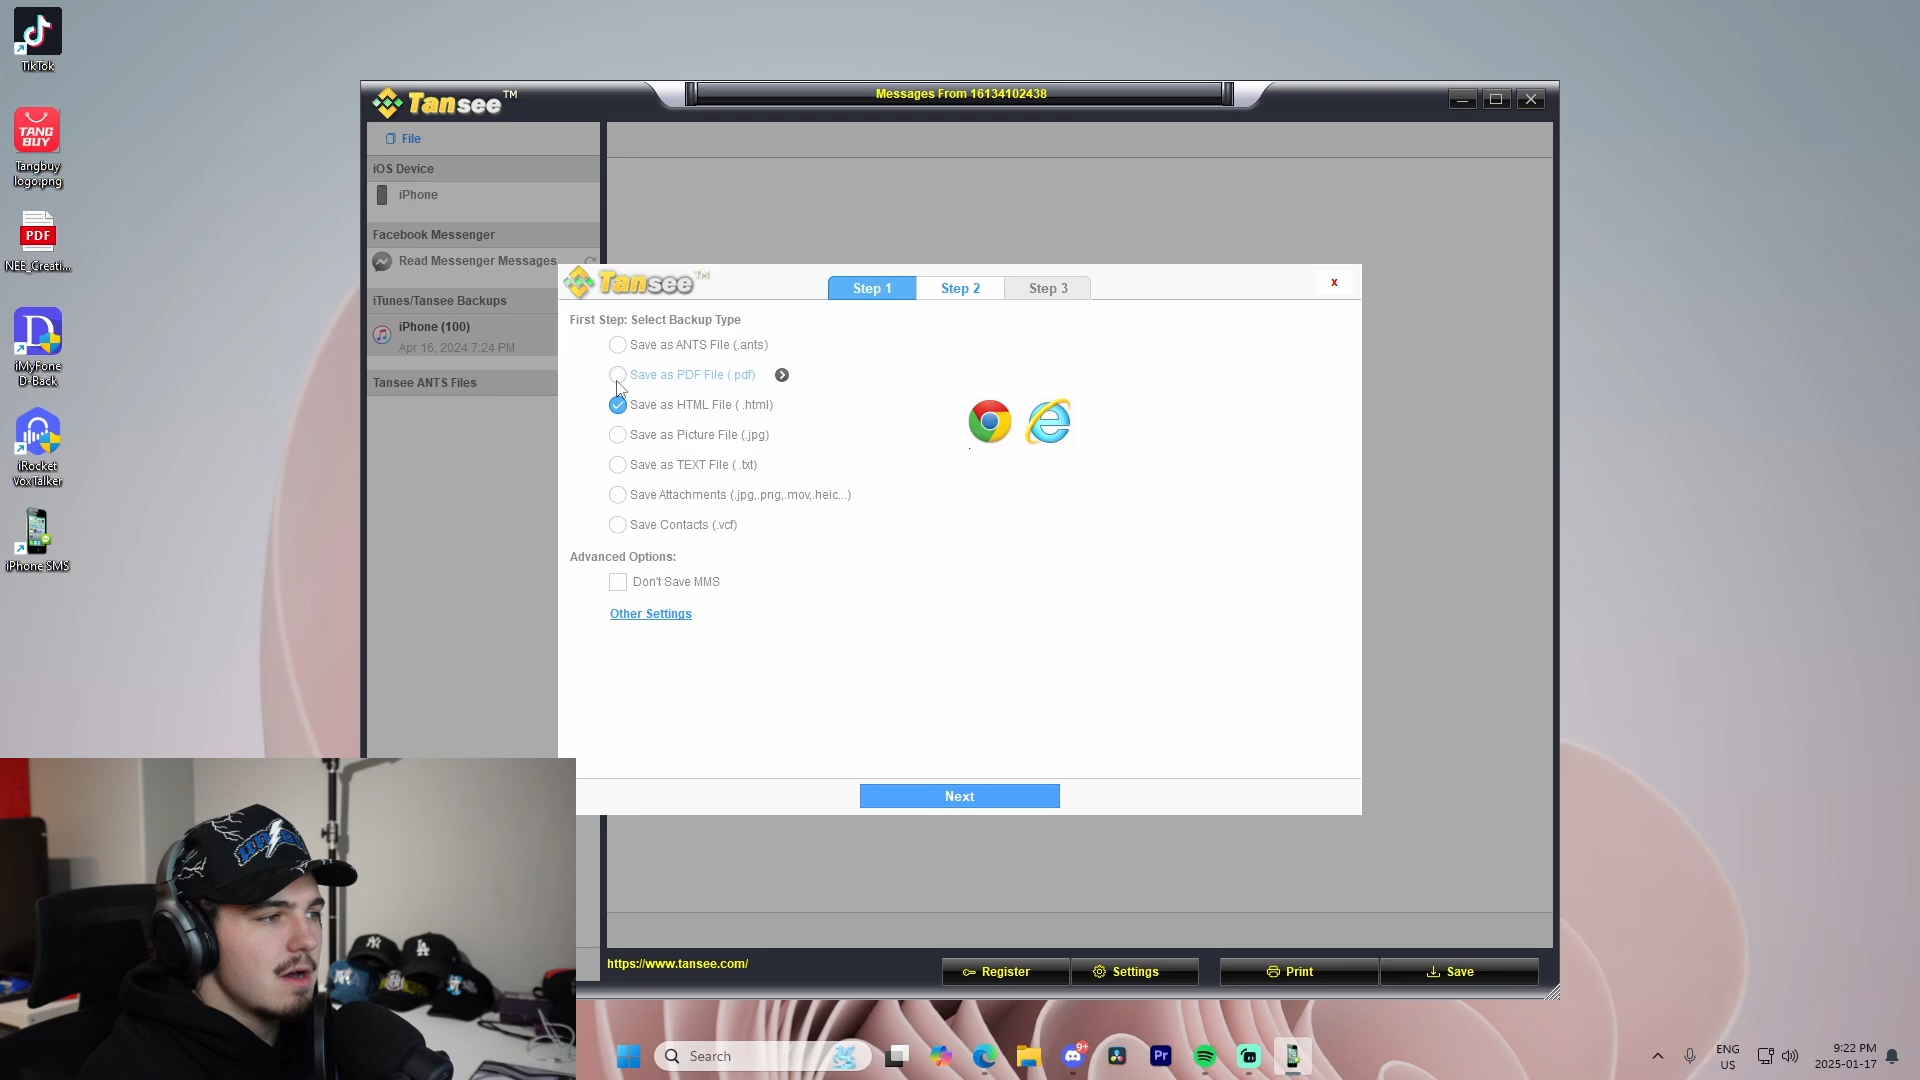 TikTok
TANG
BUY
Tangbuy
logo.png
PDF
NEE_Creati...
iMyFone
D-Back
iRocket
VoxTalker
iPhone SMS
Tansee™
Messages From 16134102438
File
iOS Device
iPhone
Facebook Messenger
Read Messenger Messages
iTunes/Tansee Backups
iPhone (100)
Apr 16, 2024 7:24 PM
Tansee ANTS Files
Tansee™
Step 1
Step 2
Step 3
x
First Step: Select Backup Type
Save as ANTS File (.ants)
Save as PDF File (.pdf)
Save as HTML File ( .html)
Save as Picture File (.jpg)
Save as TEXT File ( .txt)
Save Attachments (.jpg,.png,.mov,.heic...)
Save Contacts (.vcf)
Advanced Options:
Don't Save MMS
Other Settings
Next
https://www.tansee.com/
Register
Settings
Print
Save
Search
9+
Pr
ENG
US
9:22 PM
2025-01-17